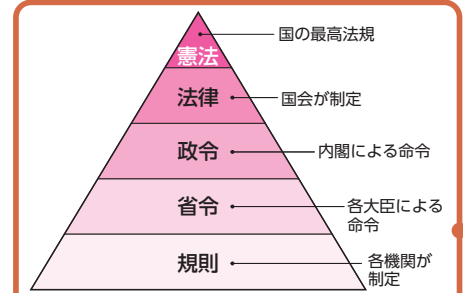 国の最高法規
憲法
法律
国会が制定
政令
内閣による命令
省令
各大臣による
命令
規則
各機関が
制定